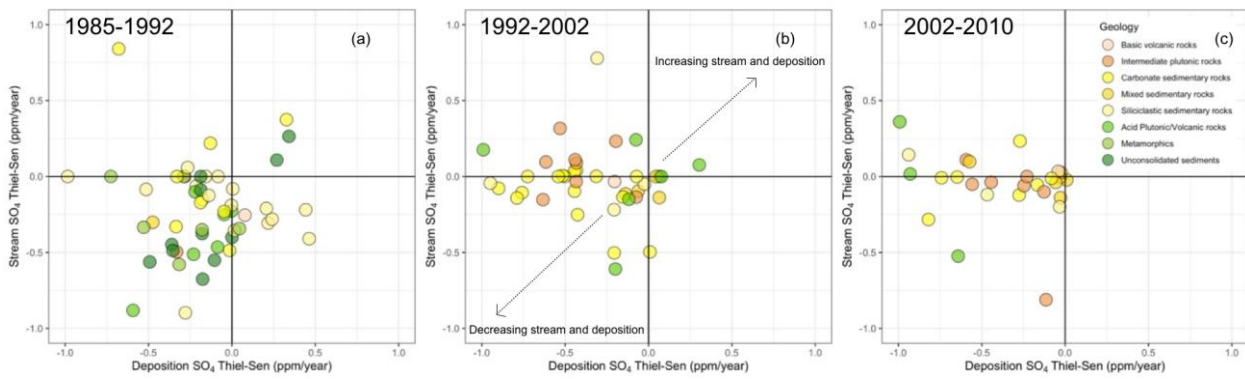 1985-1992
(a)
Stream SO₄ Thiel-Sen (ppm/year)
1.0
0.5
0.0
-0.5
-1.0
-1.0
-0.5
0.0
0.5
1.0
Deposition SO₄ Thiel-Sen (ppm/year)
1992-2002
(b)
Increasing stream and deposition
Decreasing stream and deposition
Stream SO₄ Thiel-Sen (ppm/year)
1.0
0.5
0.0
-0.5
-1.0
-1.0
-0.5
0.0
0.5
1.0
Deposition SO₄ Thiel-Sen (ppm/year)
2002-2010
(c)
Geology
Basic volcanic rocks
Intermediate plutonic rocks
Carbonate sedimentary rocks
Mixed sedimentary rocks
Siliciclastic sedimentary rocks
Acid Plutonic/Volcanic rocks
Metamorphics
Unconsolidated sediments
Stream SO₄ Thiel-Sen (ppm/year)
1.0
0.5
0.0
-0.5
-1.0
-1.0
-0.5
0.0
0.5
1.0
Deposition SO₄ Thiel-Sen (ppm/year)